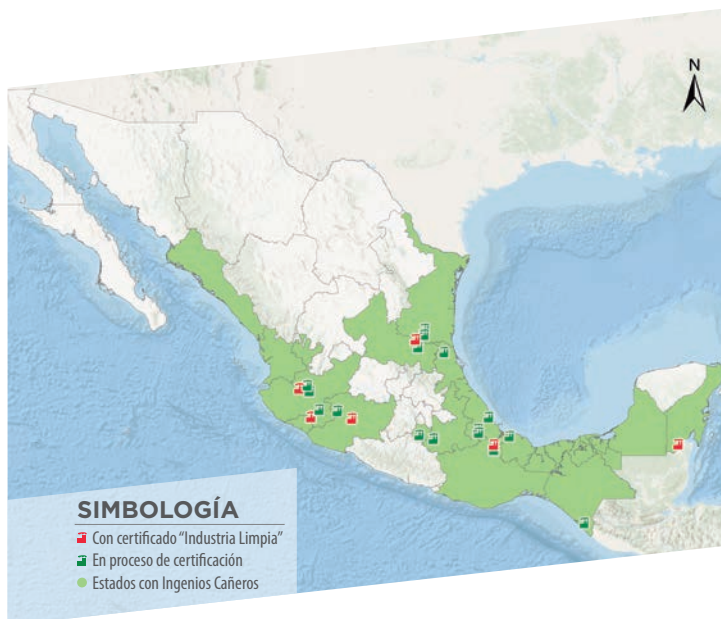 N
SIMBOLOGÍA
Con certificado “Industria Limpia”
En proceso de certificación
Estados con Ingenios Cañeros